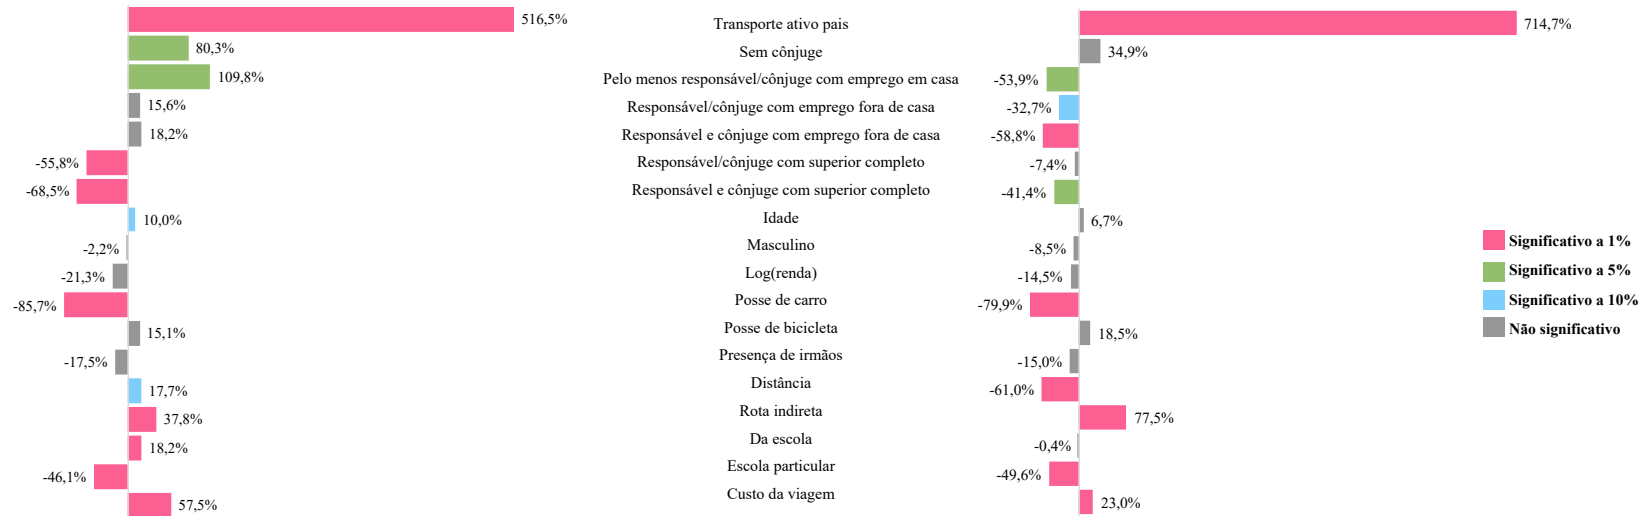 516,5% Transporte ativo pais 714,7%
80,3% Sem cônjuge 34,9%
109,8% Pelo menos responsável/cônjuge com emprego em casa -53,9%
15,6% Responsável/cônjuge com emprego fora de casa -32,7%
18,2% Responsável e cônjuge com emprego fora de casa -58,8%
-55,8% Responsável/cônjuge com superior completo -7,4%
-68,5% Responsável e cônjuge com superior completo -41,4%
10,0% Idade 6,7%
-2,2% Masculino -8,5%
-21,3% Log(renda) -14,5%
-85,7% Posse de carro -79,9%
15,1% Posse de bicicleta 18,5%
-17,5% Presença de irmãos -15,0%
17,7% Distância -61,0%
37,8% Rota indireta 77,5%
18,2% Da escola -0,4%
-46,1% Escola particular -49,6%
57,5% Custo da viagem 23,0%
Significativo a 1%
Significativo a 5%
Significativo a 10%
Não significativo